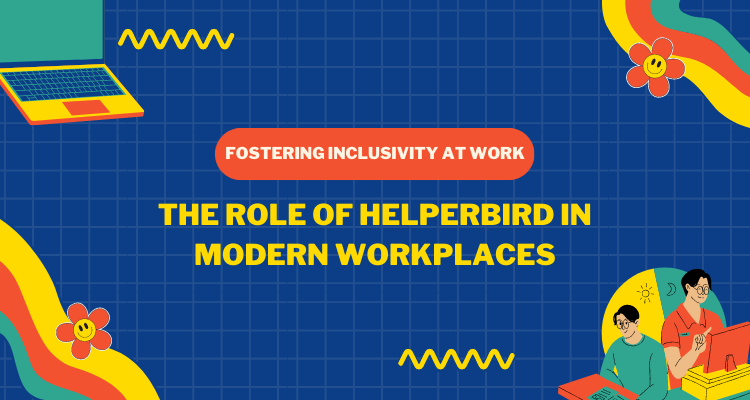 FOSTERING INCLUSIVITY AT WORK
THE ROLE OF HELPERBIRD IN
MODERN WORKPLACES